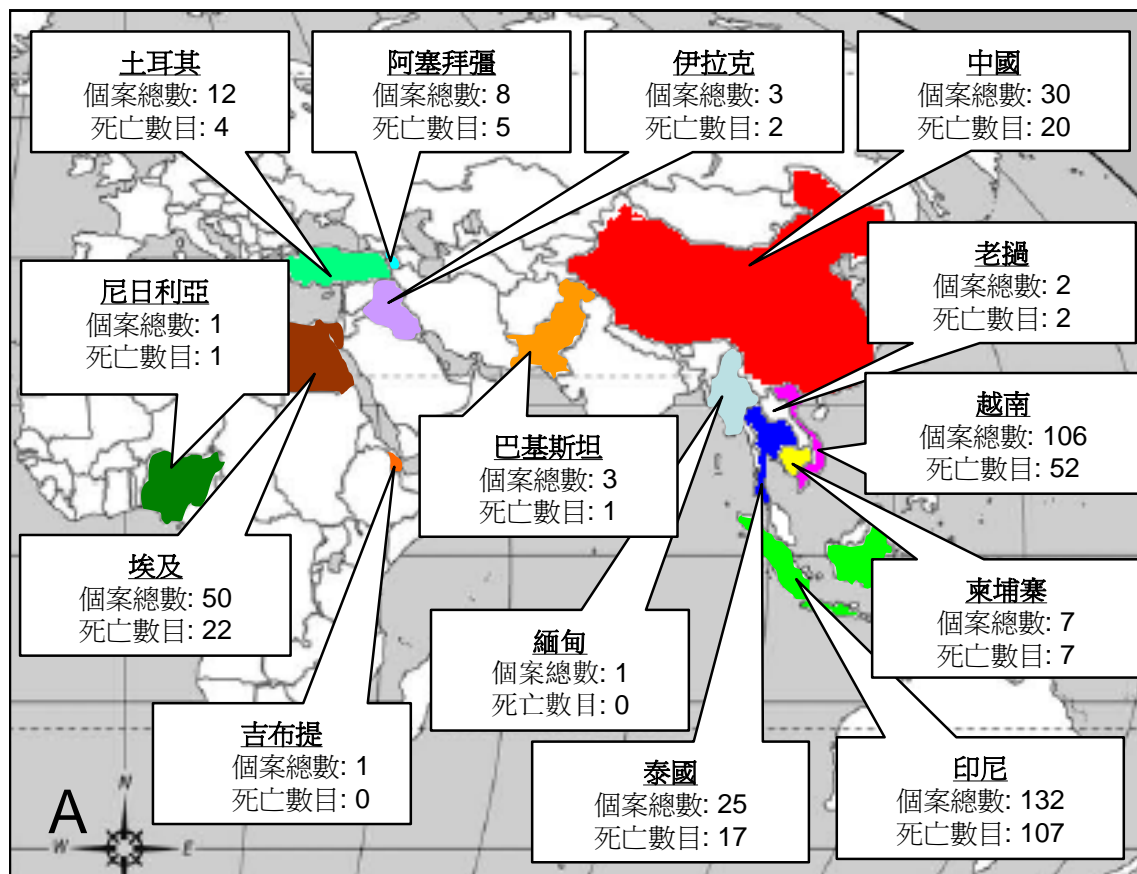 土耳其
個案總數: 12
死亡數目: 4
阿塞拜彊
個案總數: 8
死亡數目: 5
伊拉克
個案總數: 3
死亡數目: 2
中國
個案總數: 30
死亡數目: 20
老撾
個案總數: 2
死亡數目: 2
尼日利亞
個案總數: 1
死亡數目: 1
越南
個案總數: 106
死亡數目: 52
巴基斯坦
個案總數: 3
死亡數目: 1
埃及
個案總數: 50
死亡數目: 22
柬埔寨
個案總數: 7
死亡數目: 7
緬甸
個案總數: 1
死亡數目: 0
吉布提
個案總數: 1
死亡數目: 0
泰國
個案總數: 25
死亡數目: 17
印尼
個案總數: 132
死亡數目: 107
A
N
W
E